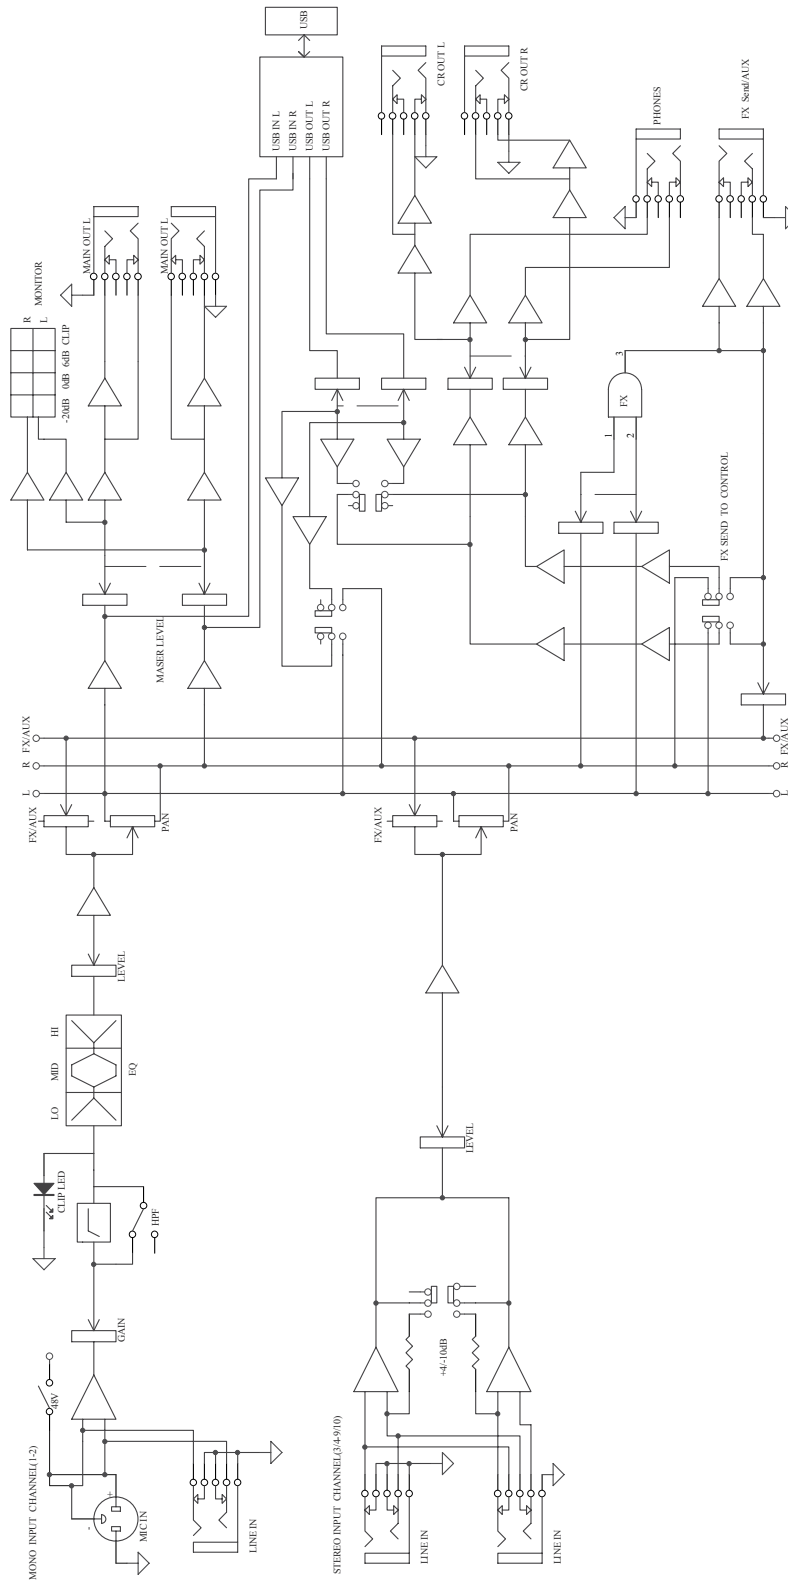 MONO INPUT CHANNEL(1-2)
MIC IN
-
+
48V
LINE IN
GAIN
HPF
CLIP LED
LO
MID
HI
EQ
LEVEL
FX/AUX
PAN
L
R
FX/AUX
MASER LEVEL
-20dB 0dB 6dB CLIP
R
L
MONITOR
MAIN OUT L
MAIN OUT L
USB
USB IN L
USB IN R
USB OUT L
USB OUT R
CR OUT L
CR OUT R
PHONES
FX Send/AUX
FX
1
2
3
FX SEND TO CONTROL
STEREO INPUT CHANNEL(3/4-9/10)
LINE IN
LINE IN
+4/-10dB
LEVEL
FX/AUX
PAN
L
R
FX/AUX